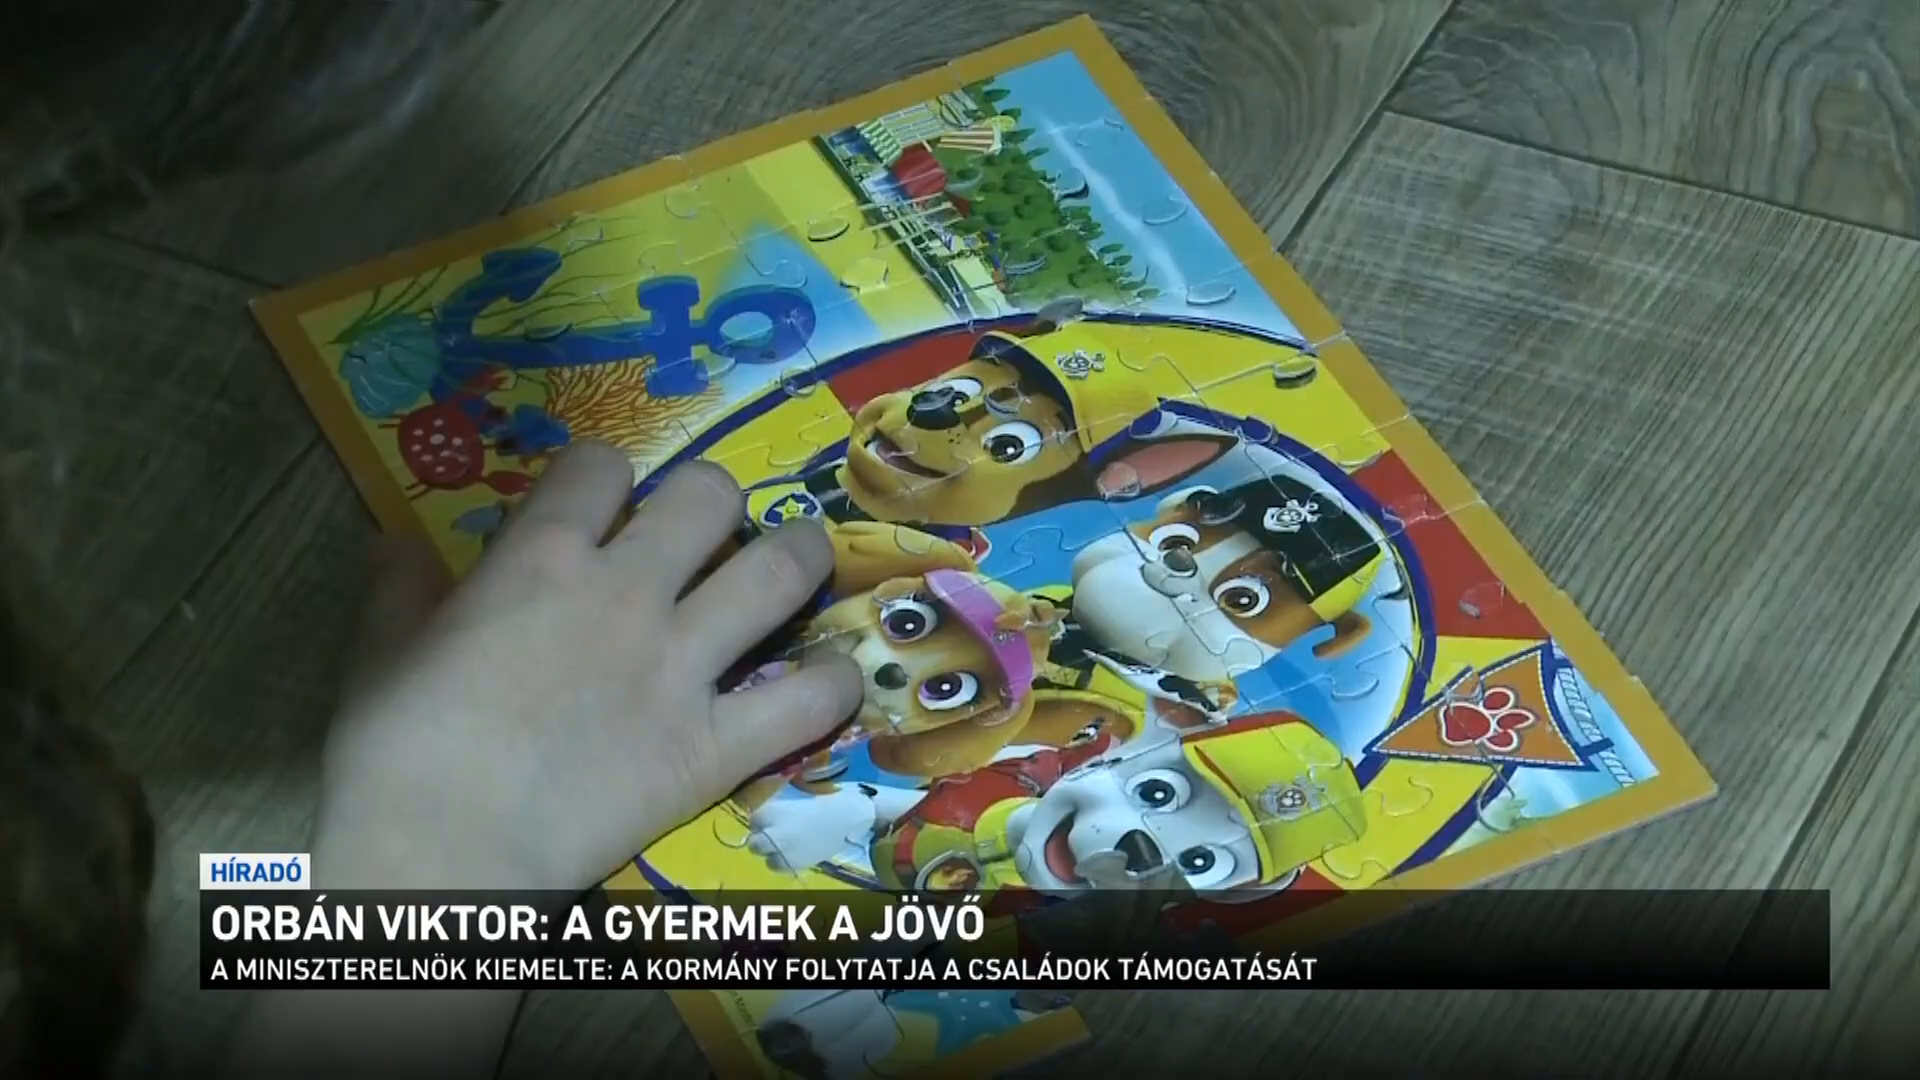 HÍRADÓ
ORBÁN VIKTOR: A GYERMEK A JÖVŐ
A MINISZTERELNÖK KIEMELTE: A KORMÁNY FOLYTATJA A CSALÁDOK TÁMOGATÁSÁT